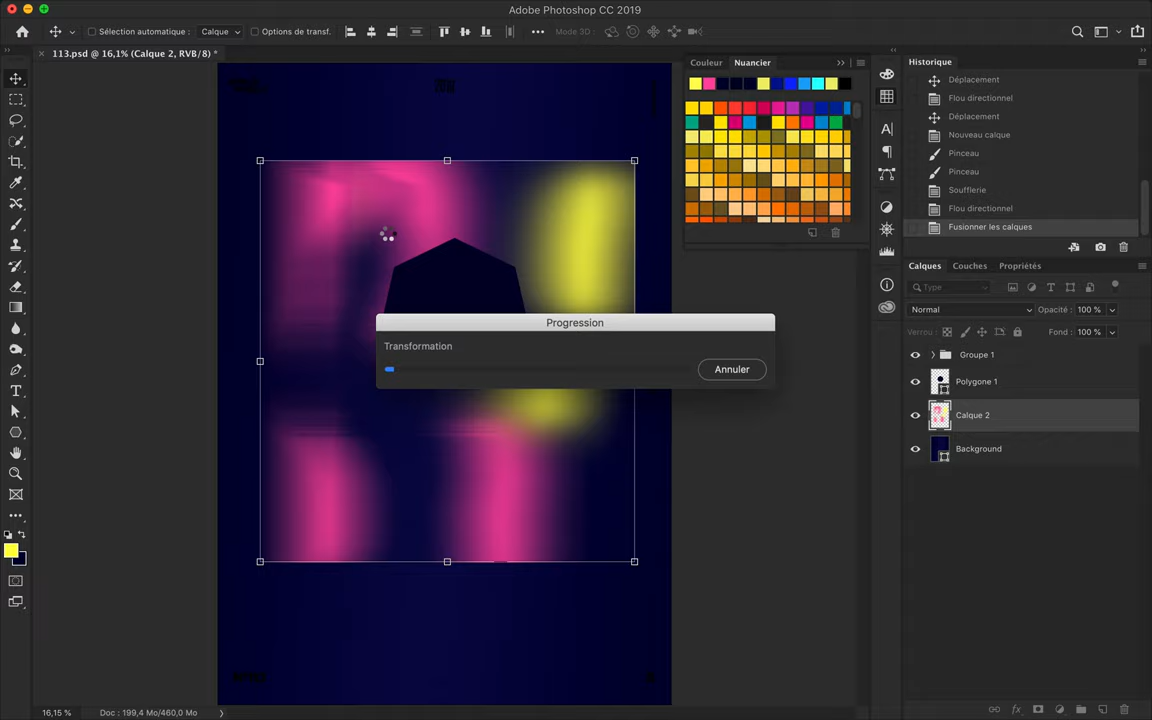 Adobe Photoshop CC 2019
Sélection automatique :
Calque
Options de transf.
Mode 3D :
113.psd @ 16,1% (Calque 2, RVB/8) *
Couleur
Nuancier
Historique
Déplacement
Flou directionnel
Déplacement
Nouveau calque
Pinceau
Pinceau
Soufflerie
Flou directionnel
Fusionner les calques
Calques
Couches
Propriétés
Type
Normal
Opacité : 100 %
Verrou :
Fond : 100 %
Groupe 1
Polygone 1
Calque 2
Background
Progression
Transformation
Annuler
16,15 %
Doc : 199,4 Mo/460,0 Mo